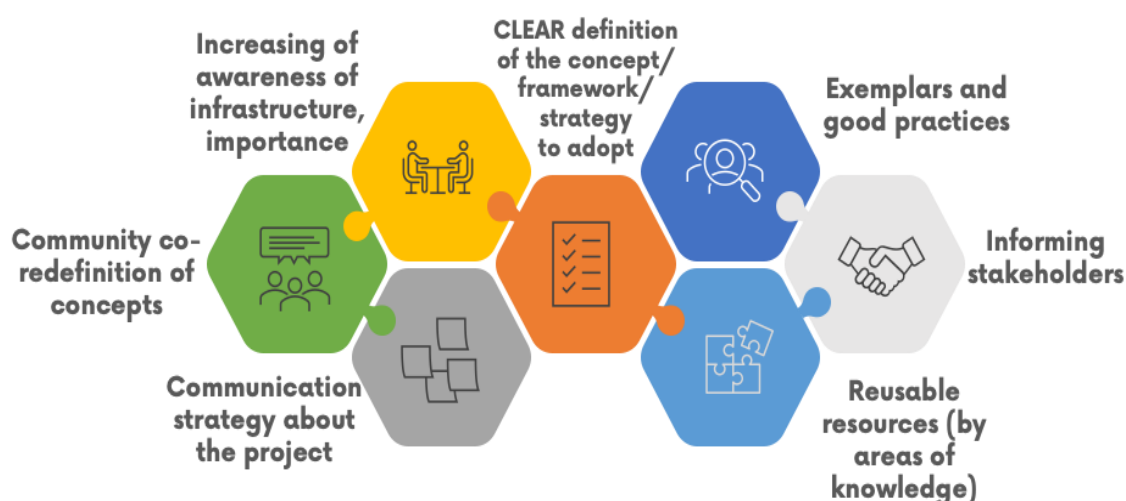 Increasing of
awareness of
infrastructure,
importance
CLEAR definition
of the concept/
framework/
strategy
to adopt
Exemplars and
good practices
Community co-
redefinition of
concepts
Informing
stakeholders
Communication
strategy about
the project
Reusable
resources (by
areas of
knowledge)